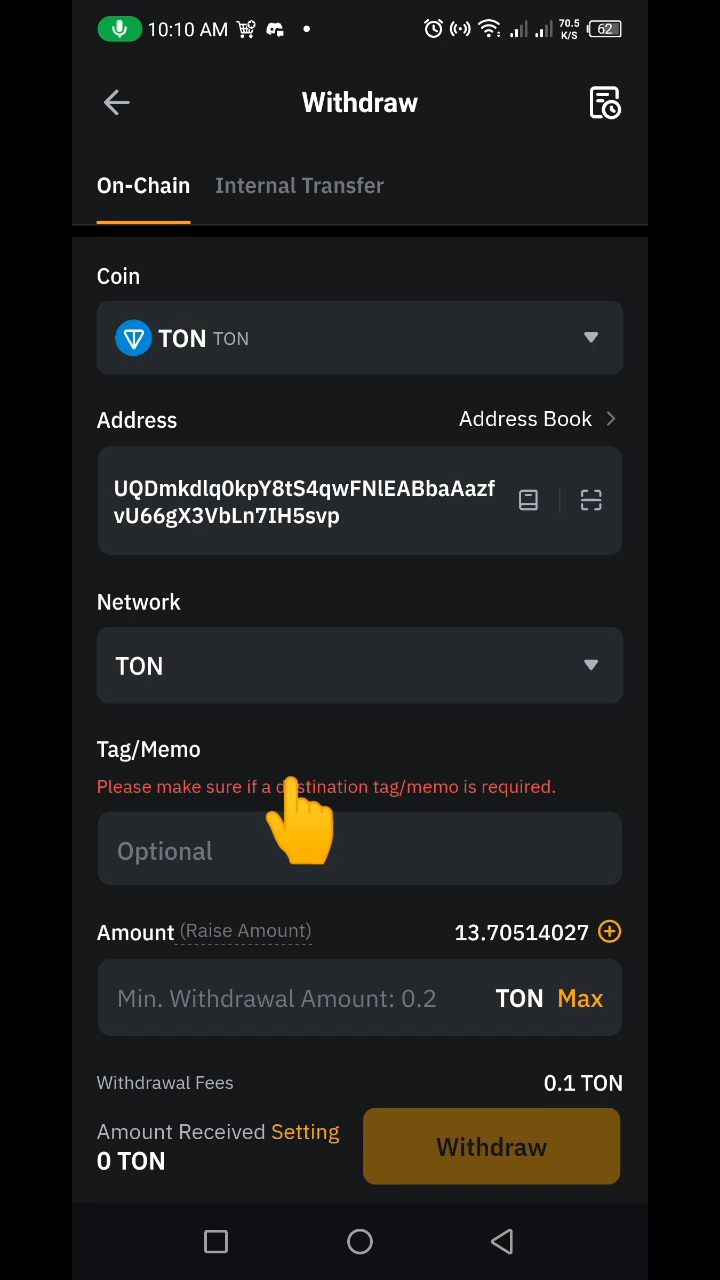 10:10 AM
70.5
K/S
62
Withdraw
On-Chain Internal Transfer
Coin
TON TON
Address Address Book
UQDmkdlq0kpY8tS4qwFNlEABbaAazf
vU66gX3VbLn7IH5svp
Network
TON
Tag/Memo
Please make sure if a destination tag/memo is required.
Optional
Amount (Raise Amount) 13.70514027
Min. Withdrawal Amount: 0.2 TON Max
Withdrawal Fees 0.1 TON
Amount Received Setting
0 TON
Withdraw